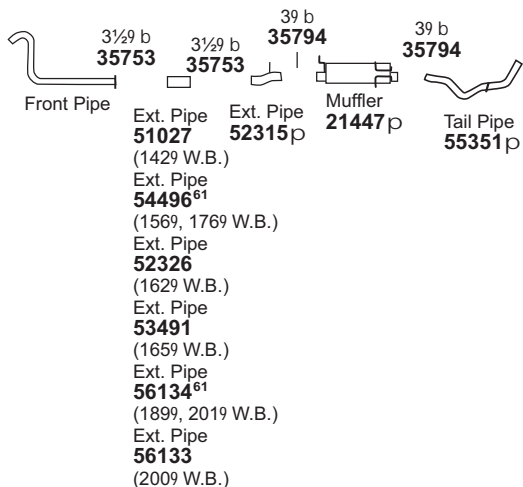 3½9 b
35753
3½9 b
35753
39 b
35794
39 b
35794
Front Pipe
Ext. Pipe
51027
(1429 W.B.)
Ext. Pipe
54496⁶¹
(1569, 1769 W.B.)
Ext. Pipe
52326
(1629 W.B.)
Ext. Pipe
53491
(1659 W.B.)
Ext. Pipe
56134⁶¹
(1899, 2019 W.B.)
Ext. Pipe
56133
(2009 W.B.)
Ext. Pipe
52315p
Muffler
21447p
Tail Pipe
55351p